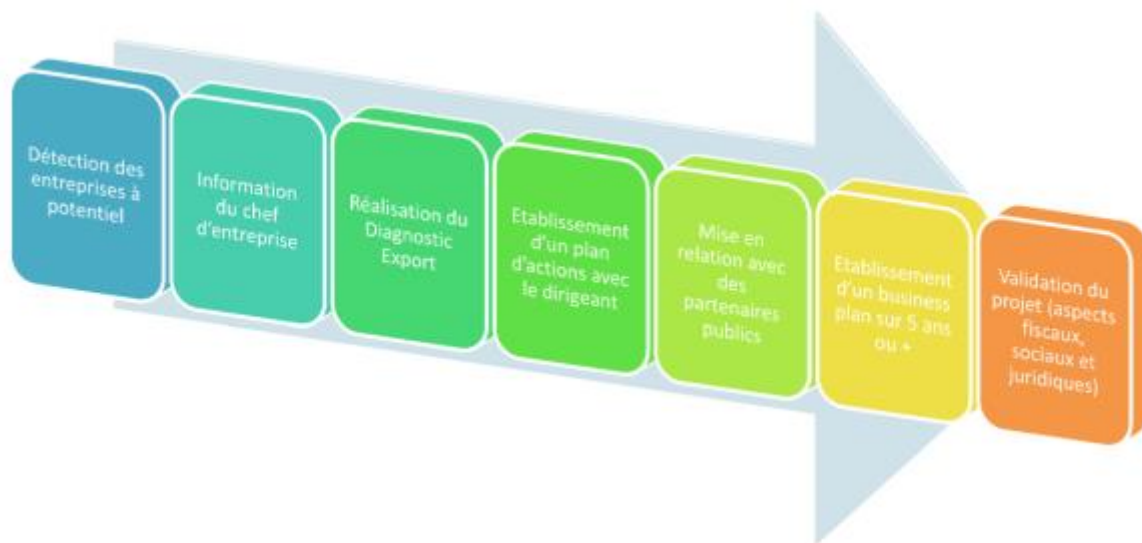 Détection des
entreprises à
potentiel
Information
du chef
d'entreprise
Réalisation du
Diagnostic
Export
Etablissement
d'un plan
d'actions avec
le dirigeant
Mise en
relation avec
des
partenaires
publics
Etablissement
d'un business
plan sur 5 ans
ou +
Validation du
projet (aspects
fiscaux,
sociaux et
juridiques)